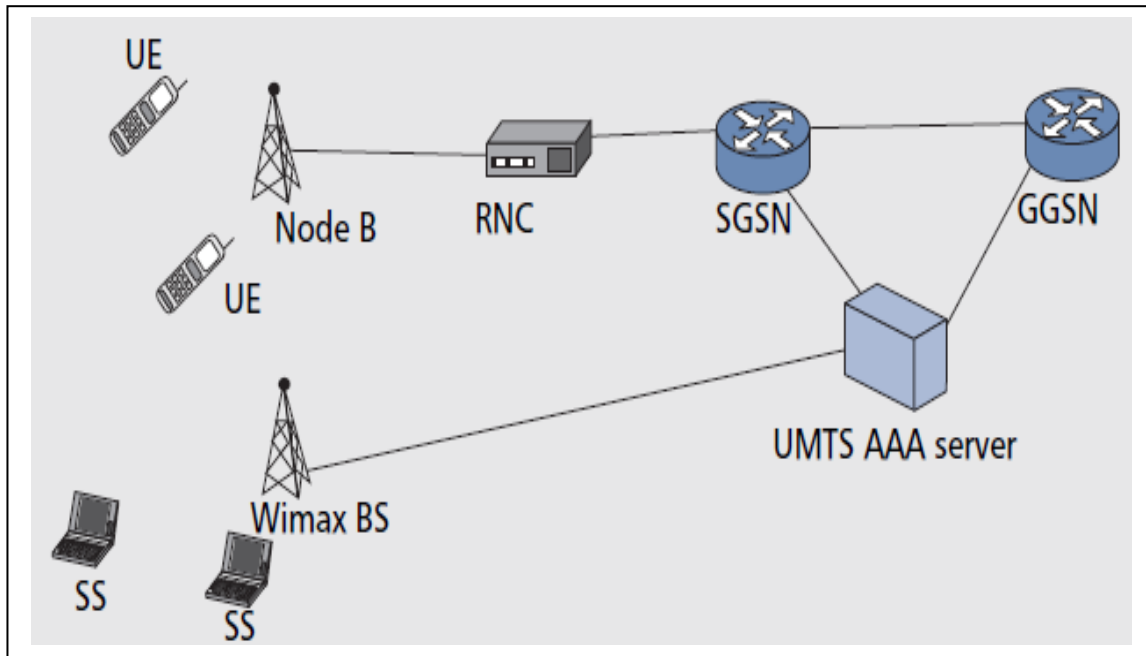 UE
Node B
RNC
SGSN
GGSN
UE
UMTS AAA server
Wimax BS
SS
SS